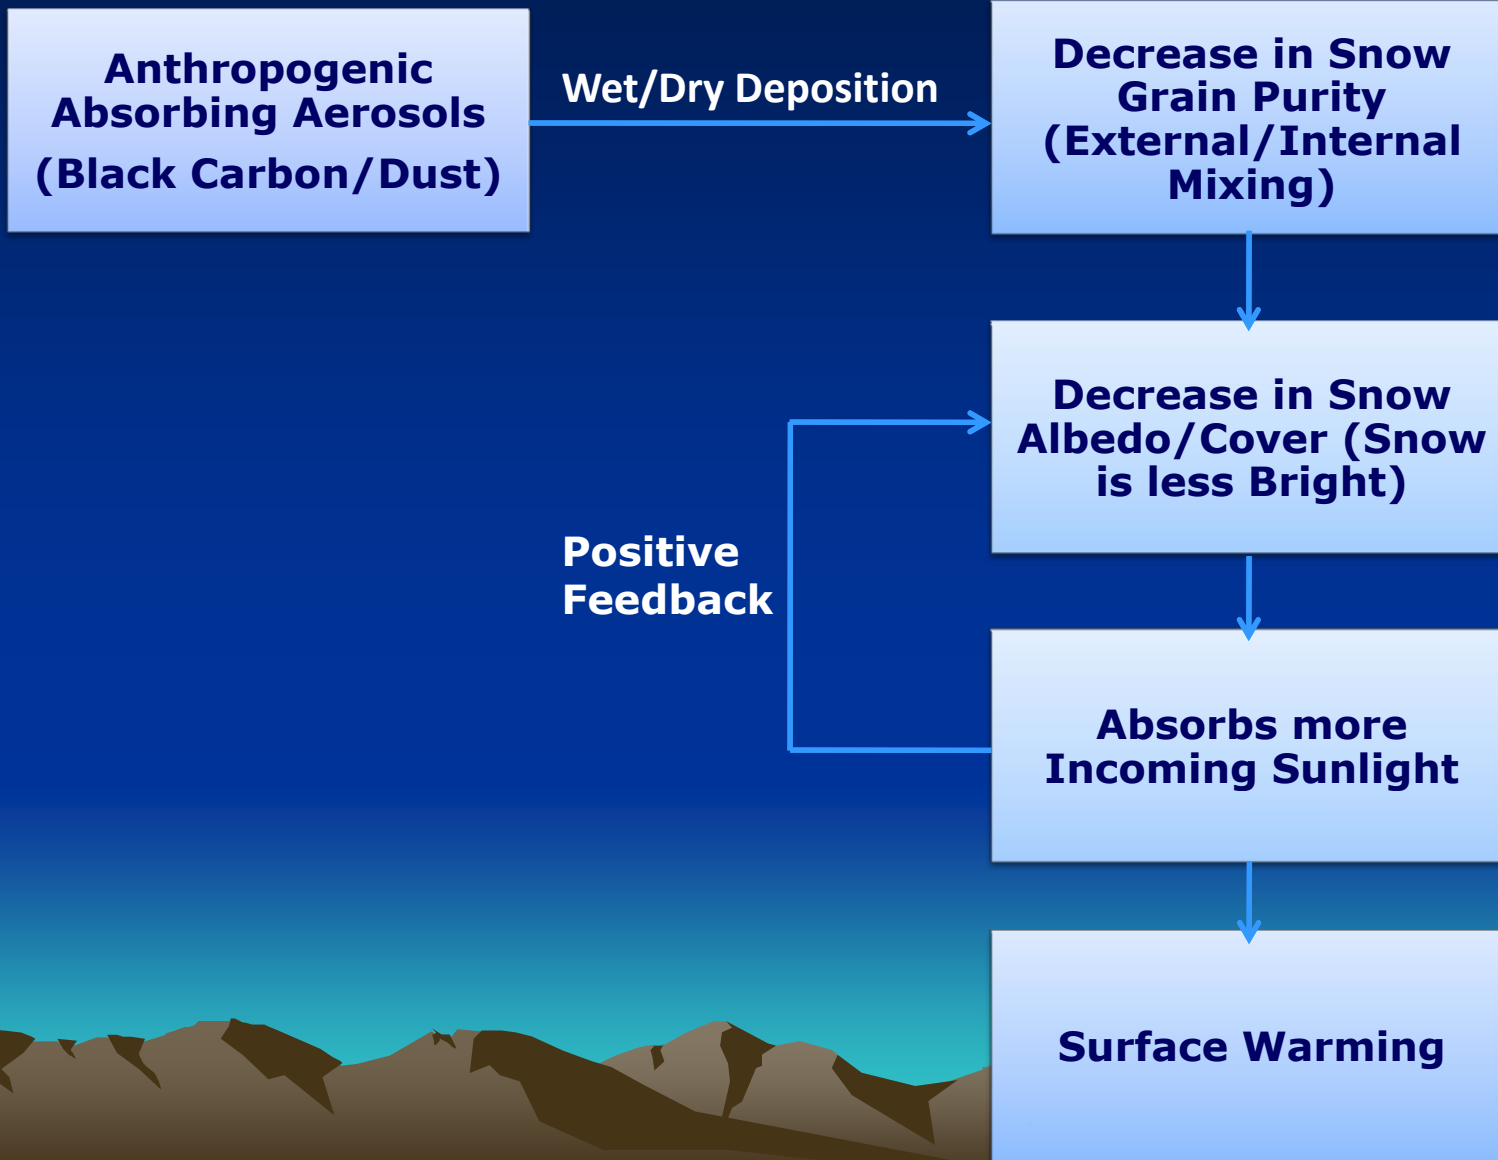 Anthropogenic
Absorbing Aerosols
(Black Carbon/Dust)
Wet/Dry Deposition
Decrease in Snow
Grain Purity
(External/Internal
Mixing)
Decrease in Snow
Albedo/Cover (Snow
is less Bright)
Positive
Feedback
Absorbs more
Incoming Sunlight
Surface Warming